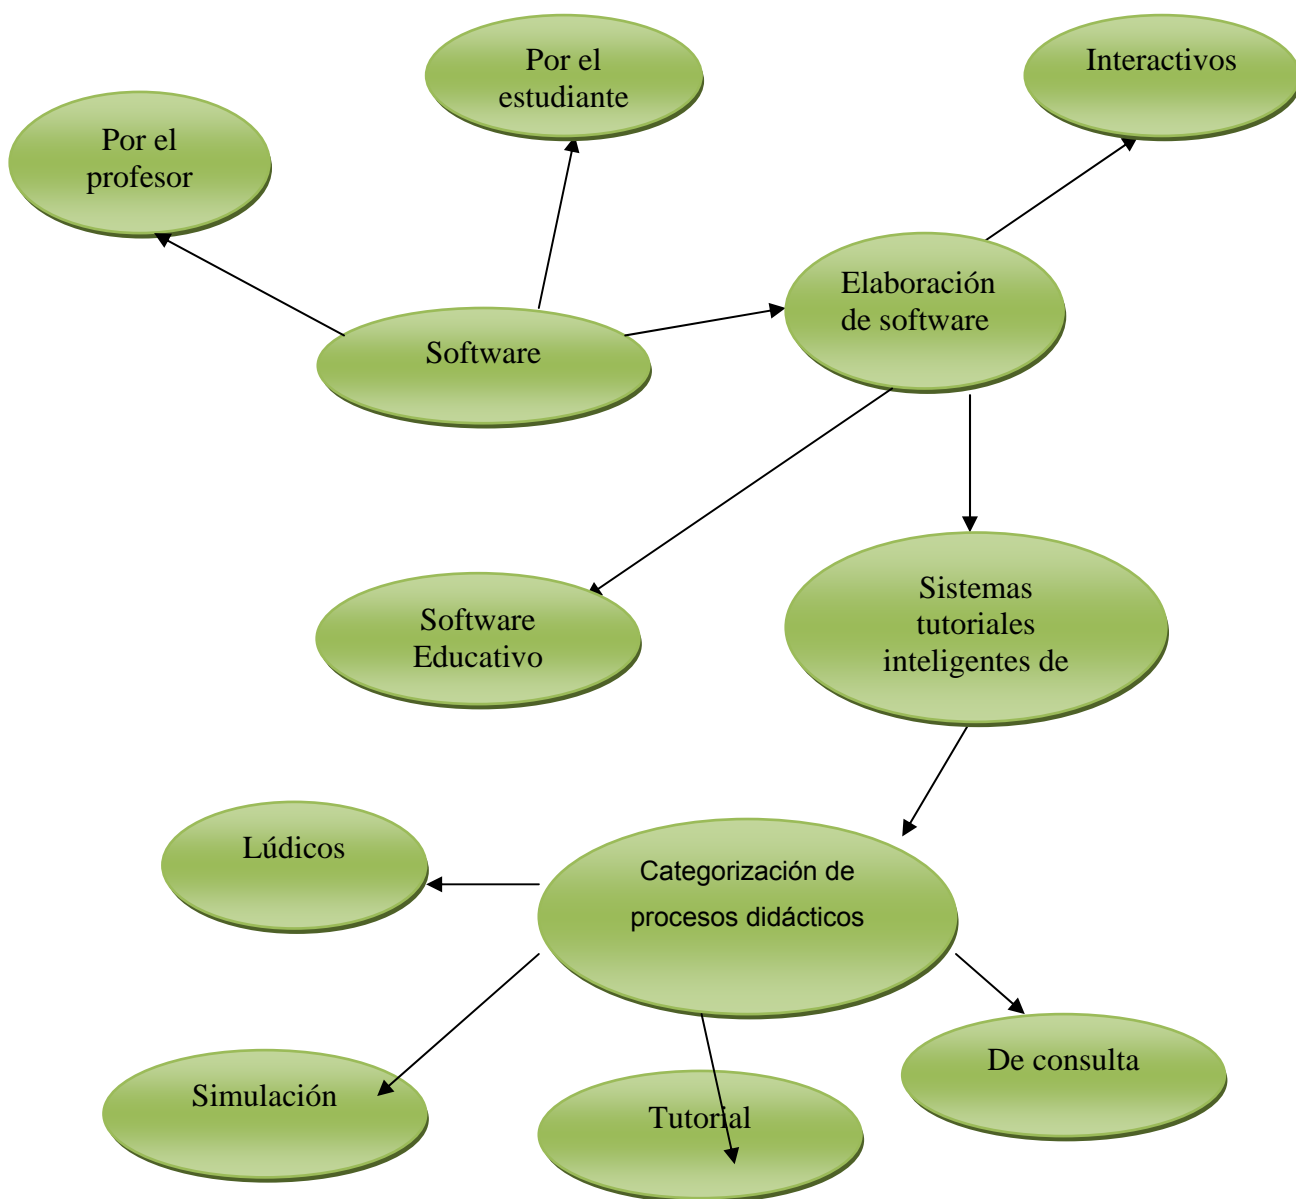 Por el
estudiante
Interactivos
Por el
profesor
Elaboración
de software
Software
Software
Educativo
Sistemas
tutoriales
inteligentes de
Lúdicos
Categorización de
procesos didácticos
Simulación
Tutorial
De consulta